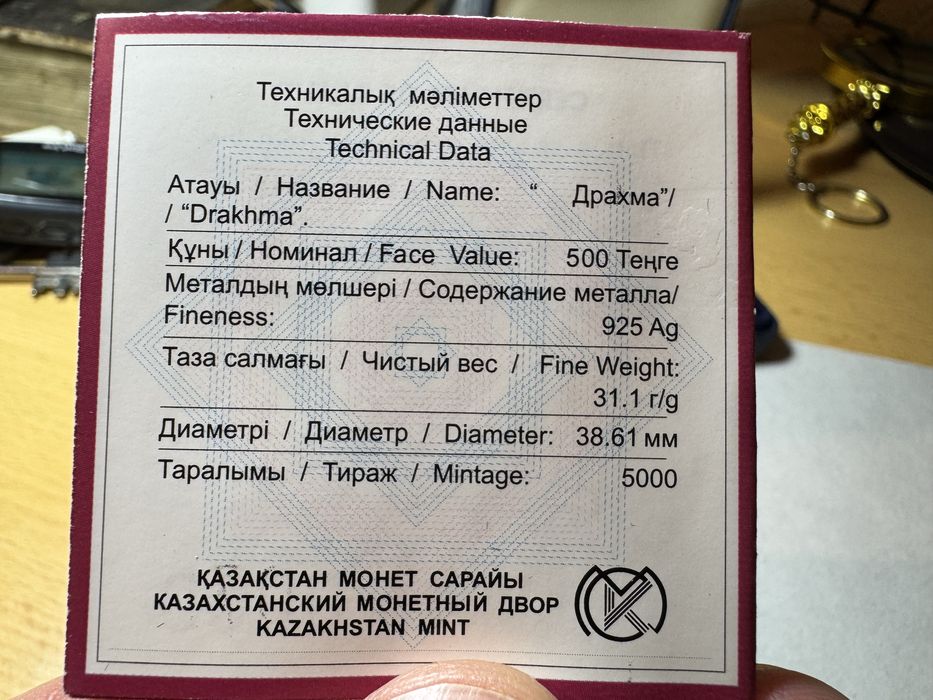 Техникалық мәліметтер
Технические данные
Technical Data
Атауы / Название / Name: “ Драхма”/
/ “Drakhma”.
Құны / Номинал / Face Value: 500 Теңге
Металдың мөлшері / Содержание металла/
Fineness: 925 Ag
Таза салмағы / Чистый вес / Fine Weight:
31.1 г/g
Диаметрі / Диаметр / Diameter: 38.61 мм
Таралымы / Тираж / Mintage: 5000
ҚАЗАҚСТАН МОНЕТ САРАЙЫ
КАЗАХСТАНСКИЙ МОНЕТНЫЙ ДВОР
KAZAKHSTAN MINT